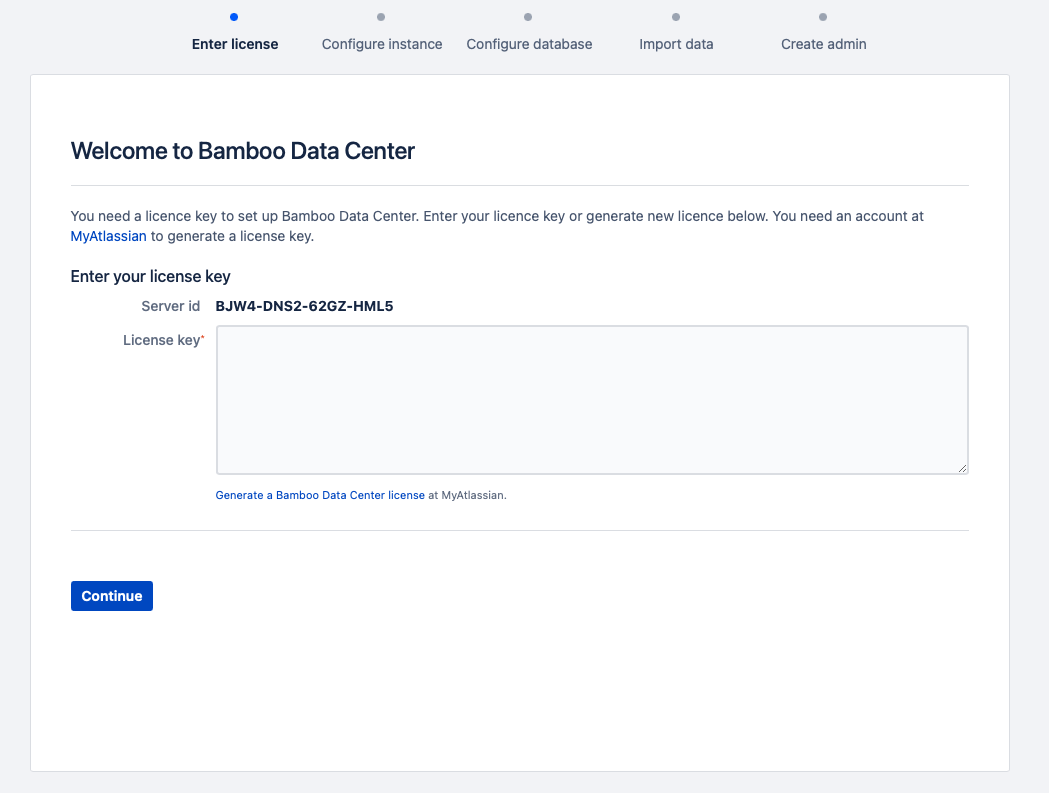 Enter license Configure instance Configure database Import data Create admin
Welcome to Bamboo Data Center
You need a licence key to set up Bamboo Data Center. Enter your licence key or generate new licence below. You need an account at
MyAtlassian to generate a license key.
Enter your license key
Server id BJW4-DNS2-62GZ-HML5
License key*
Generate a Bamboo Data Center license at MyAtlassian.
Continue